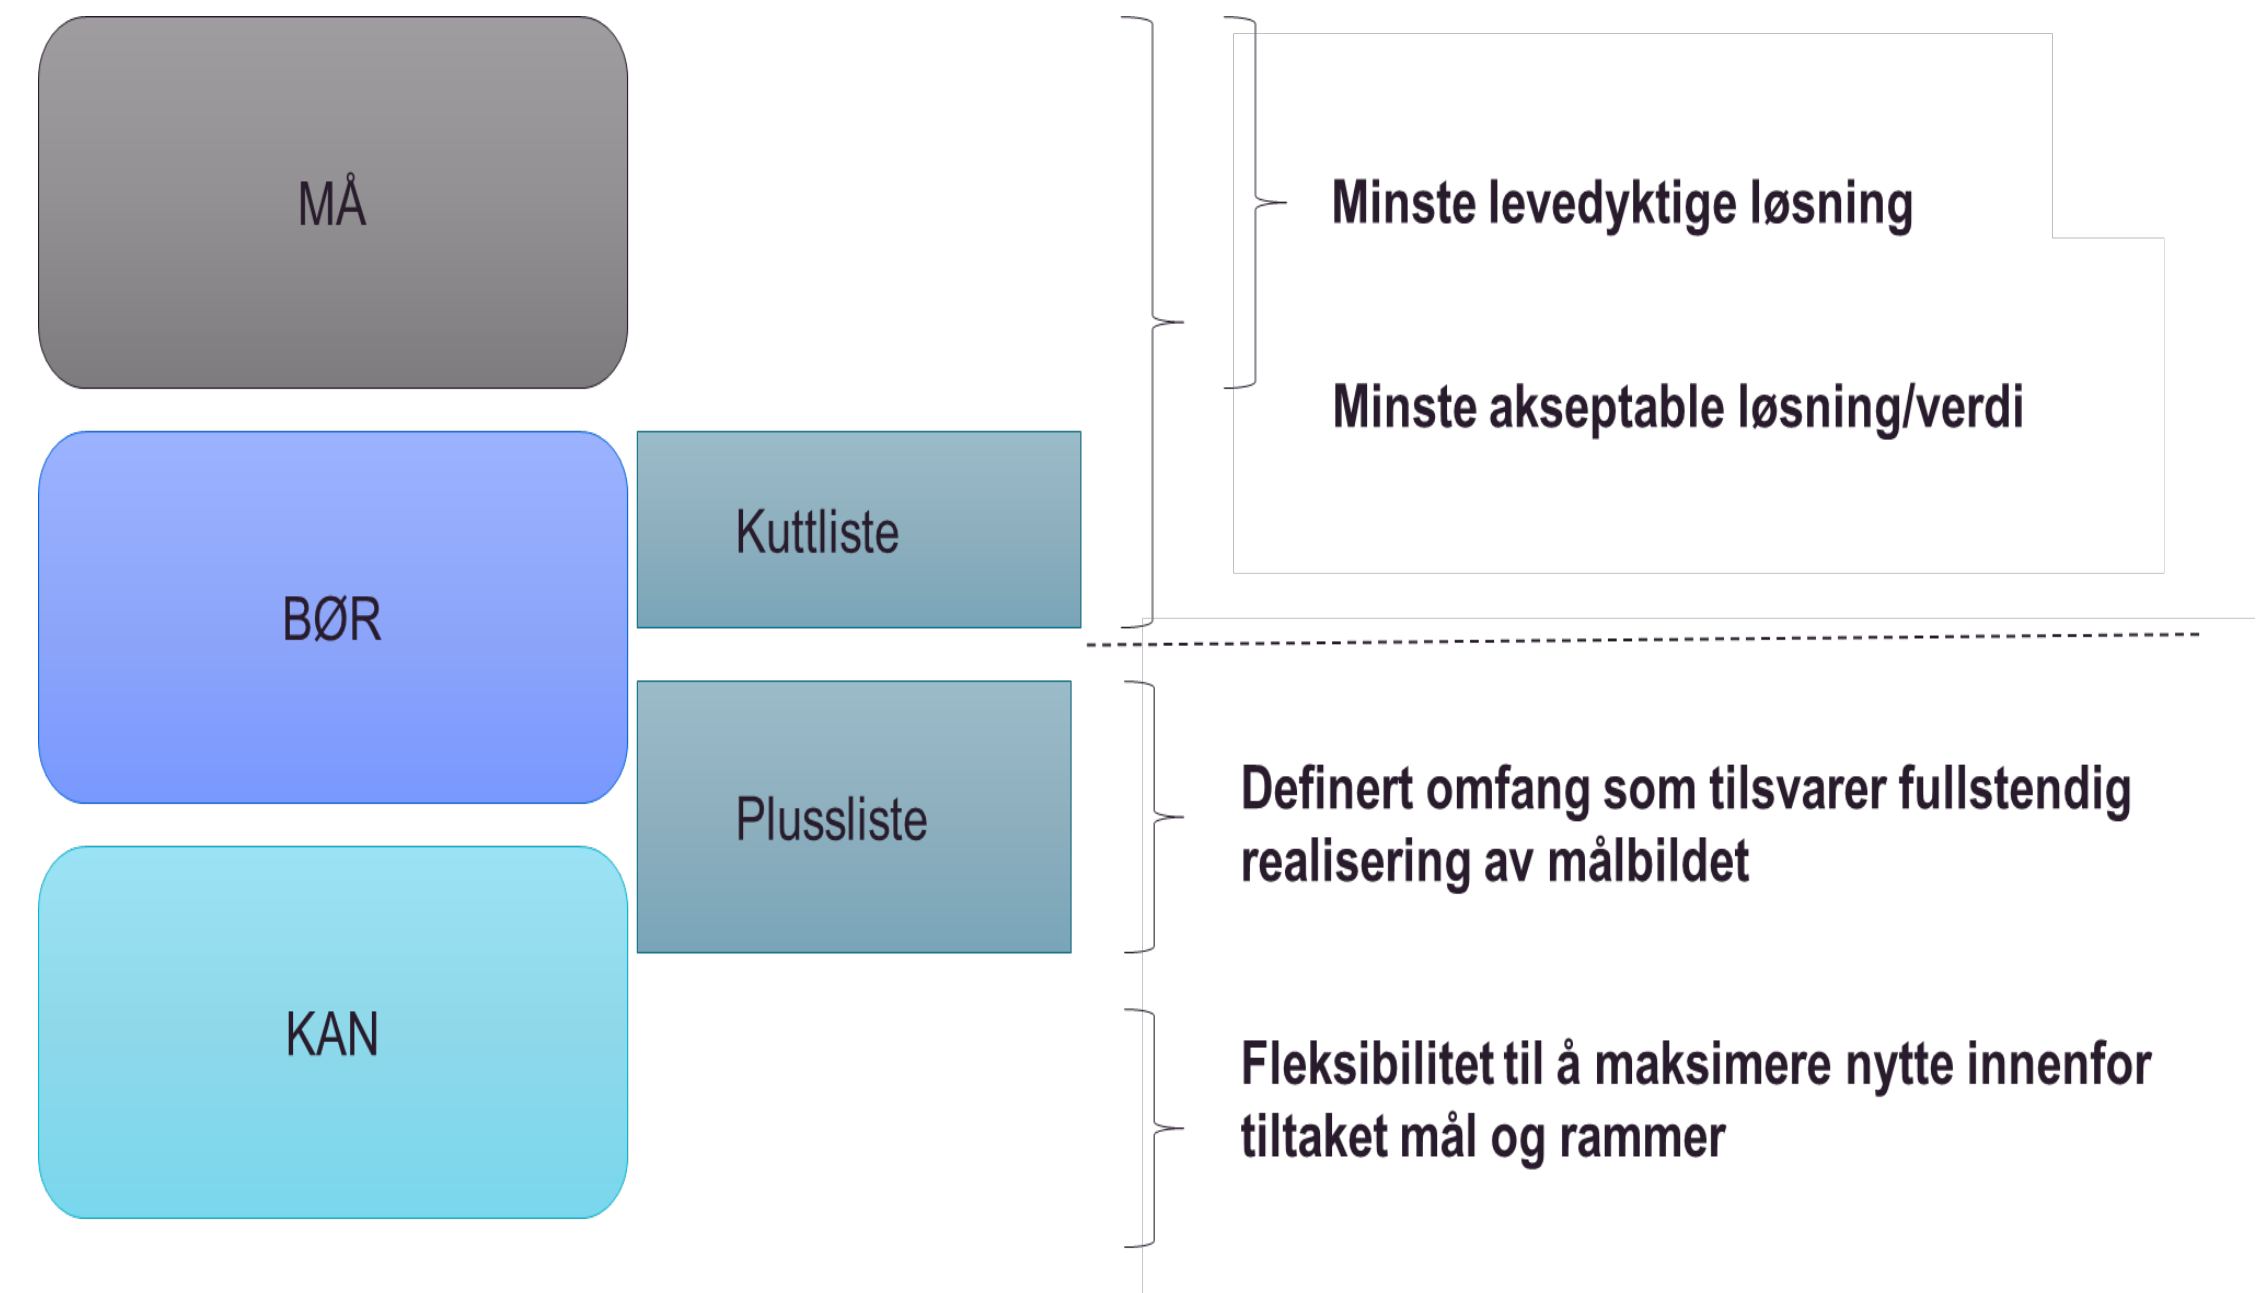 MÅ
Minste levedyktige løsning
Minste akseptable løsning/verdi
Kuttliste
BØR
Plussliste
Definert omfang som tilsvarer fullstendig
realisering av målbildet
KAN
Fleksibilitet til å maksimere nytte innenfor
tiltaket mål og rammer